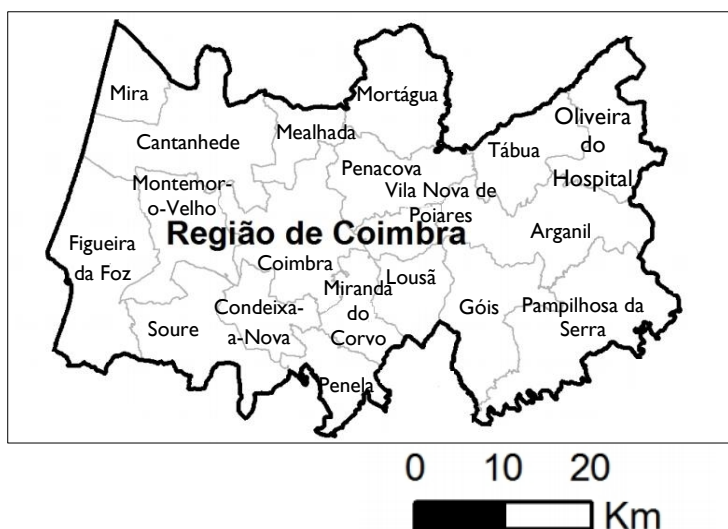 Mira
Mortágua
Cantanhede
Mealhada
Oliveira
do
Hospital
Tábua
Penacova
Montemor-
o-Velho
Vila Nova de
Poiares
Região de Coimbra
Arganil
Figueira
da Foz
Coimbra
Lousã
Miranda
do
Corvo
Condeixa-
a-Nova
Soure
Góis
Pampilhosa da
Serra
Penela
0 10 20
Km